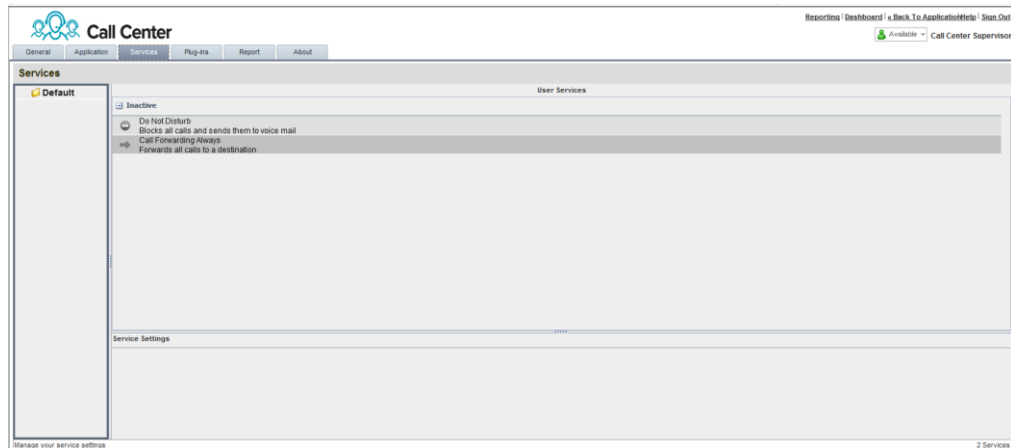 Call Center
Reporting | Dashboard | « Back To Application Help | Sign Out
Available Call Center Supervisor
General Application Services Plug-ins Report About
Services
Default
User Services
Inactive
Do Not Disturb
Blocks all calls and sends them to voice mail
Call Forwarding Always
Forwards all calls to a destination
Service Settings
Manage your service settings
2 Services